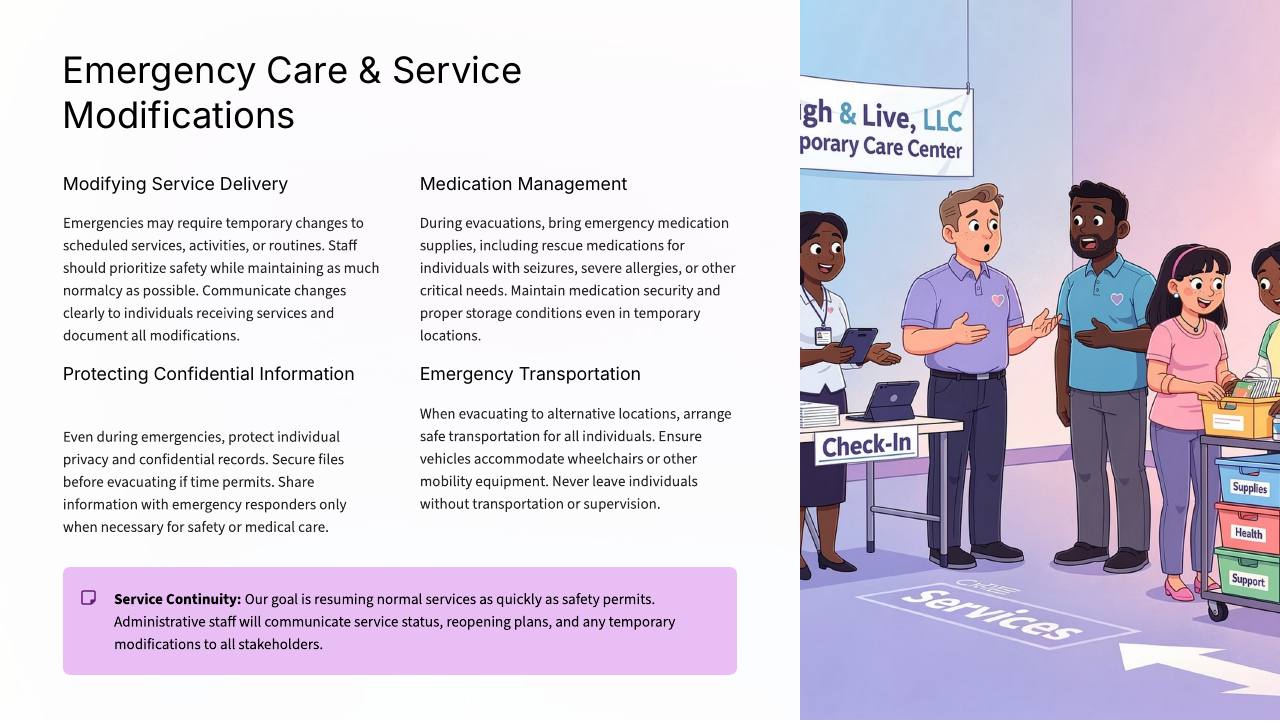 Emergency Care & Service
Modifications
Modifying Service Delivery
Emergencies may require temporary changes to
scheduled services, activities, or routines. Staff
should prioritize safety while maintaining as much
normalcy as possible. Communicate changes
clearly to individuals receiving services and
document all modifications.
Medication Management
During evacuations, bring emergency medication
supplies, including rescue medications for
individuals with seizures, severe allergies, or other
critical needs. Maintain medication security and
proper storage conditions even in temporary
locations.
Protecting Confidential Information
Even during emergencies, protect individual
privacy and confidential records. Secure files
before evacuating if time permits. Share
information with emergency responders only
when necessary for safety or medical care.
Emergency Transportation
When evacuating to alternative locations, arrange
safe transportation for all individuals. Ensure
vehicles accommodate wheelchairs or other
mobility equipment. Never leave individuals
without transportation or supervision.
Service Continuity: Our goal is resuming normal services as quickly as safety permits.
Administrative staff will communicate service status, reopening plans, and any temporary
modifications to all stakeholders.
gh & Live, LLC
porary Care Center
Check-In
Supplies
Health
Support
Services